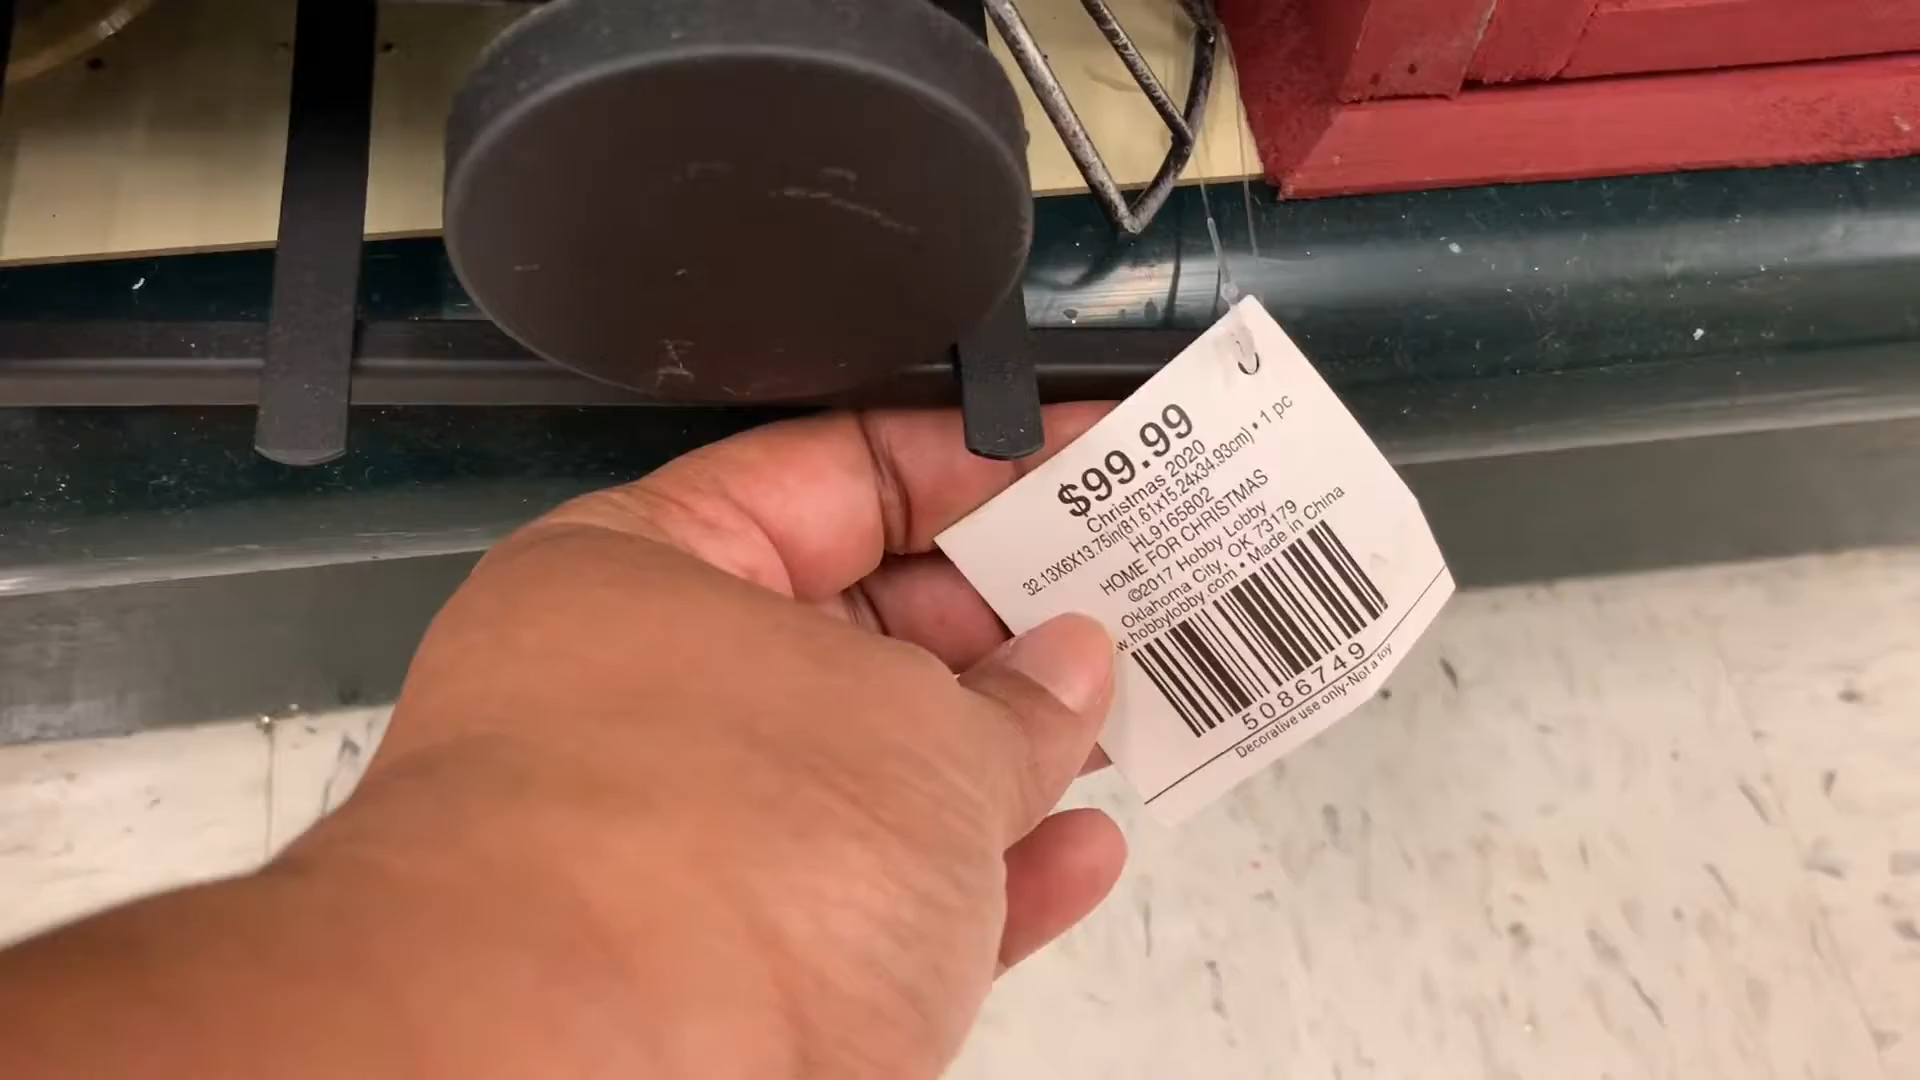 $99.99
Christmas 2020
32.13X6X13.75in(81.61x15.24x34.93cm) • 1 pc
HL9165802
HOME FOR CHRISTMAS
©2017 Hobby Lobby
Oklahoma City, OK 73179
w.hobbylobby.com • Made in China
5086749
Decorative use only-Not a toy